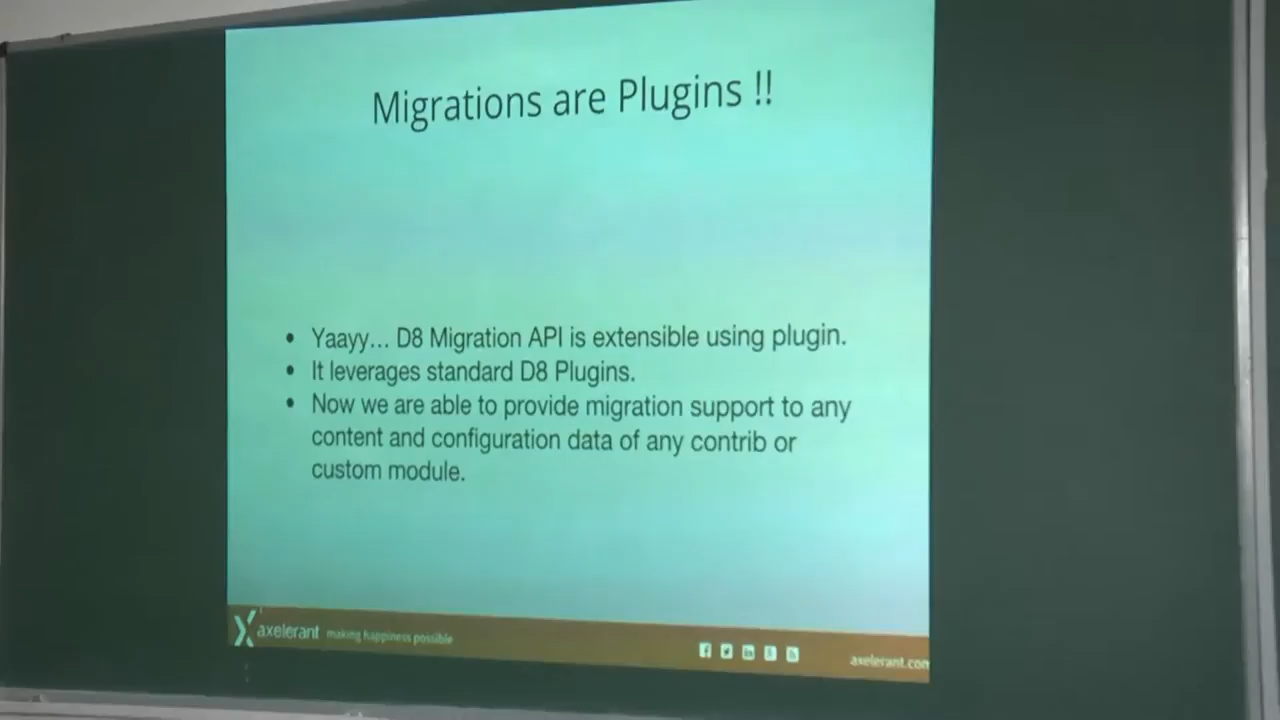 Migrations are Plugins !!
• Yaayy... D8 Migration API is extensible using plugin.
• It leverages standard D8 Plugins.
• Now we are able to provide migration support to any
content and configuration data of any contrib or
custom module.
axelerant making happiness possible
axelerant.com